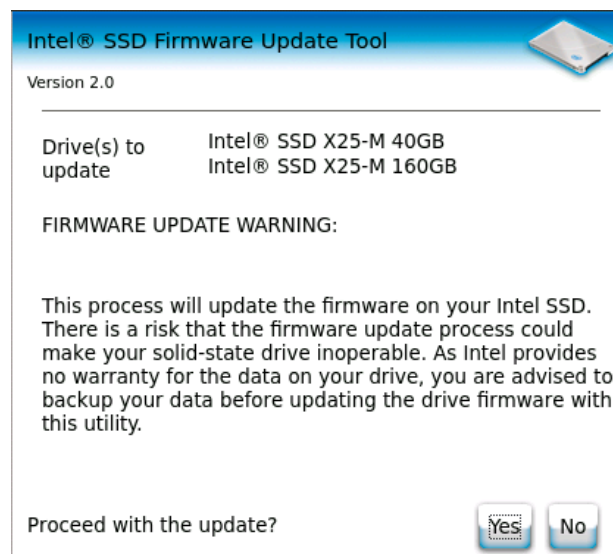 Intel® SSD Firmware Update Tool
Version 2.0
Drive(s) to update
Intel® SSD X25-M 40GB
Intel® SSD X25-M 160GB
FIRMWARE UPDATE WARNING:
This process will update the firmware on your Intel SSD.
There is a risk that the firmware update process could
make your solid-state drive inoperable. As Intel provides
no warranty for the data on your drive, you are advised to
backup your data before updating the drive firmware with
this utility.
Proceed with the update?
Yes
No